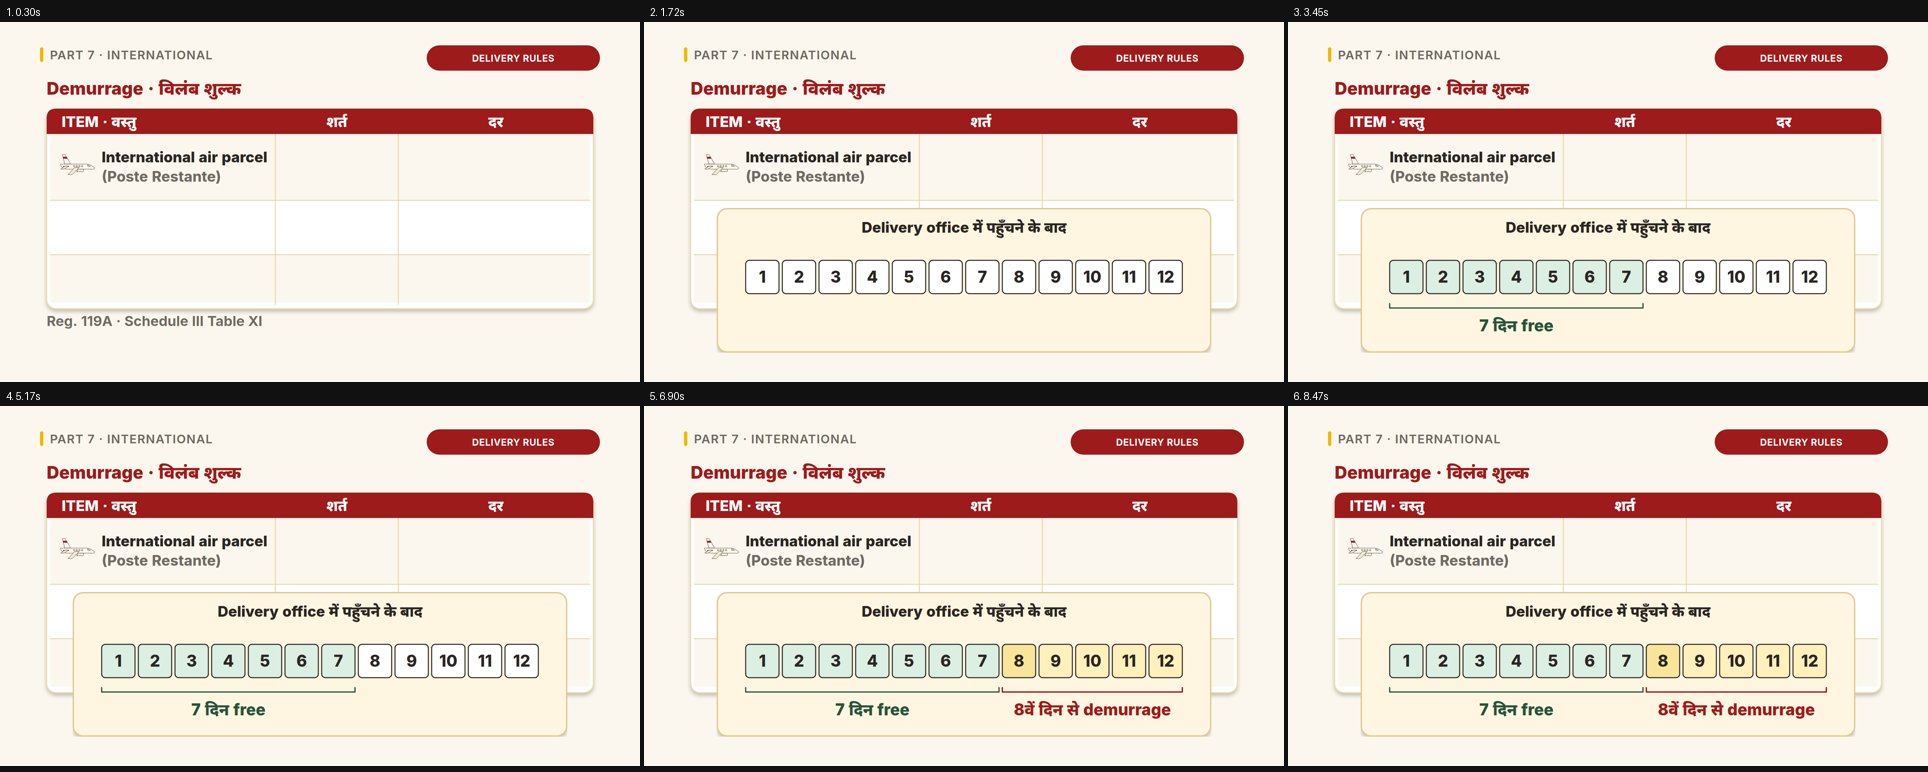 1. 0.30s
PART 7 · INTERNATIONAL
DELIVERY RULES
Demurrage · विलंब शुल्क
ITEM · वस्तु शर्त दर
International air parcel
(Poste Restante)
Reg. 119A · Schedule III Table XI
2. 1.72s
PART 7 · INTERNATIONAL
DELIVERY RULES
Demurrage · विलंब शुल्क
ITEM · वस्तु शर्त दर
International air parcel
(Poste Restante)
Delivery office में पहुँचने के बाद
1 2 3 4 5 6 7 8 9 10 11 12
3. 3.45s
PART 7 · INTERNATIONAL
DELIVERY RULES
Demurrage · विलंब शुल्क
ITEM · वस्तु शर्त दर
International air parcel
(Poste Restante)
Delivery office में पहुँचने के बाद
1 2 3 4 5 6 7 8 9 10 11 12
7 दिन free
4. 5.17s
PART 7 · INTERNATIONAL
DELIVERY RULES
Demurrage · विलंब शुल्क
ITEM · वस्तु शर्त दर
International air parcel
(Poste Restante)
Delivery office में पहुँचने के बाद
1 2 3 4 5 6 7 8 9 10 11 12
7 दिन free
5. 6.90s
PART 7 · INTERNATIONAL
DELIVERY RULES
Demurrage · विलंब शुल्क
ITEM · वस्तु शर्त दर
International air parcel
(Poste Restante)
Delivery office में पहुँचने के बाद
1 2 3 4 5 6 7 8 9 10 11 12
7 दिन free 8वें दिन से demurrage
6. 8.47s
PART 7 · INTERNATIONAL
DELIVERY RULES
Demurrage · विलंब शुल्क
ITEM · वस्तु शर्त दर
International air parcel
(Poste Restante)
Delivery office में पहुँचने के बाद
1 2 3 4 5 6 7 8 9 10 11 12
7 दिन free 8वें दिन से demurrage